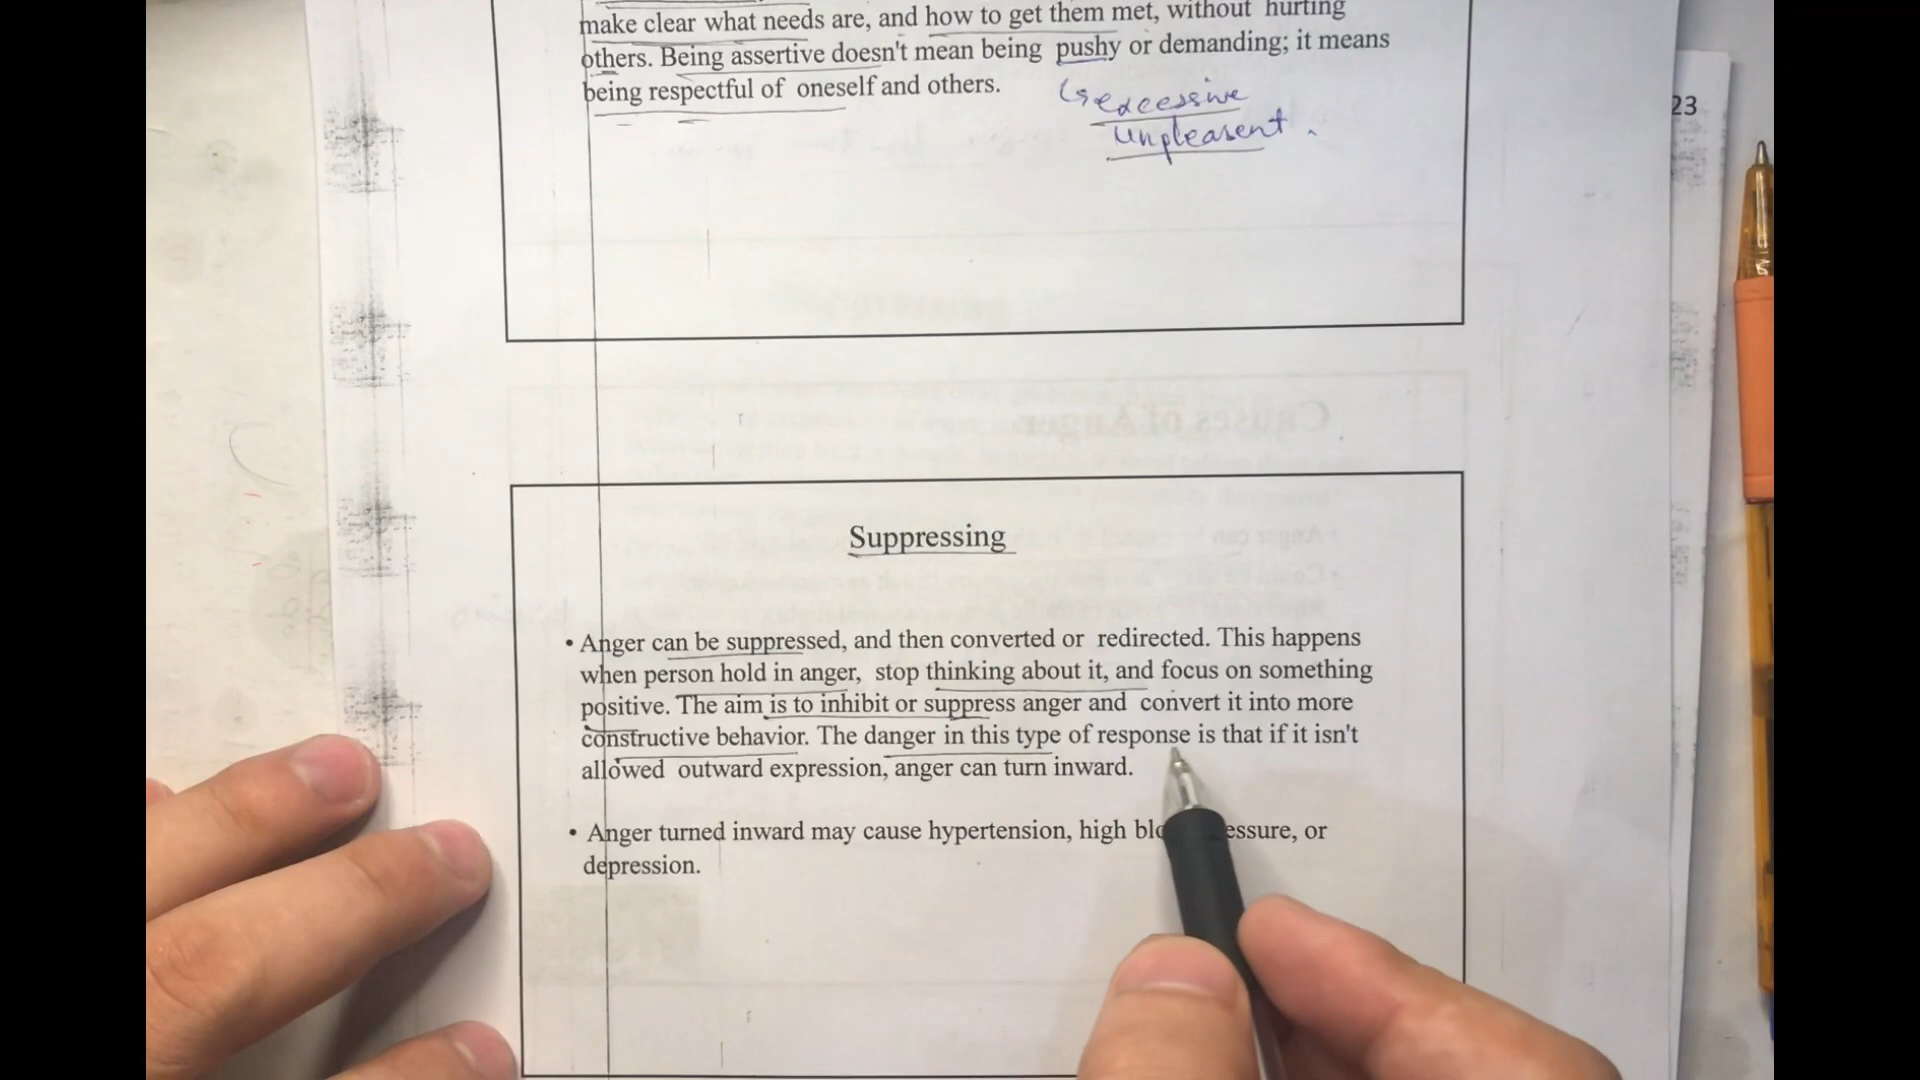 make clear what needs are, and how to get them met, without hurting
others. Being assertive doesn't mean being pushy or demanding; it means
being respectful of oneself and others.
excessive
unpleasent.
23
Suppressing
• Anger can be suppressed, and then converted or redirected. This happens
when person hold in anger, stop thinking about it, and focus on something
positive. The aim is to inhibit or suppress anger and convert it into more
constructive behavior. The danger in this type of response is that if it isn't
allowed outward expression, anger can turn inward.
• Anger turned inward may cause hypertension, high blo essure, or
depression.